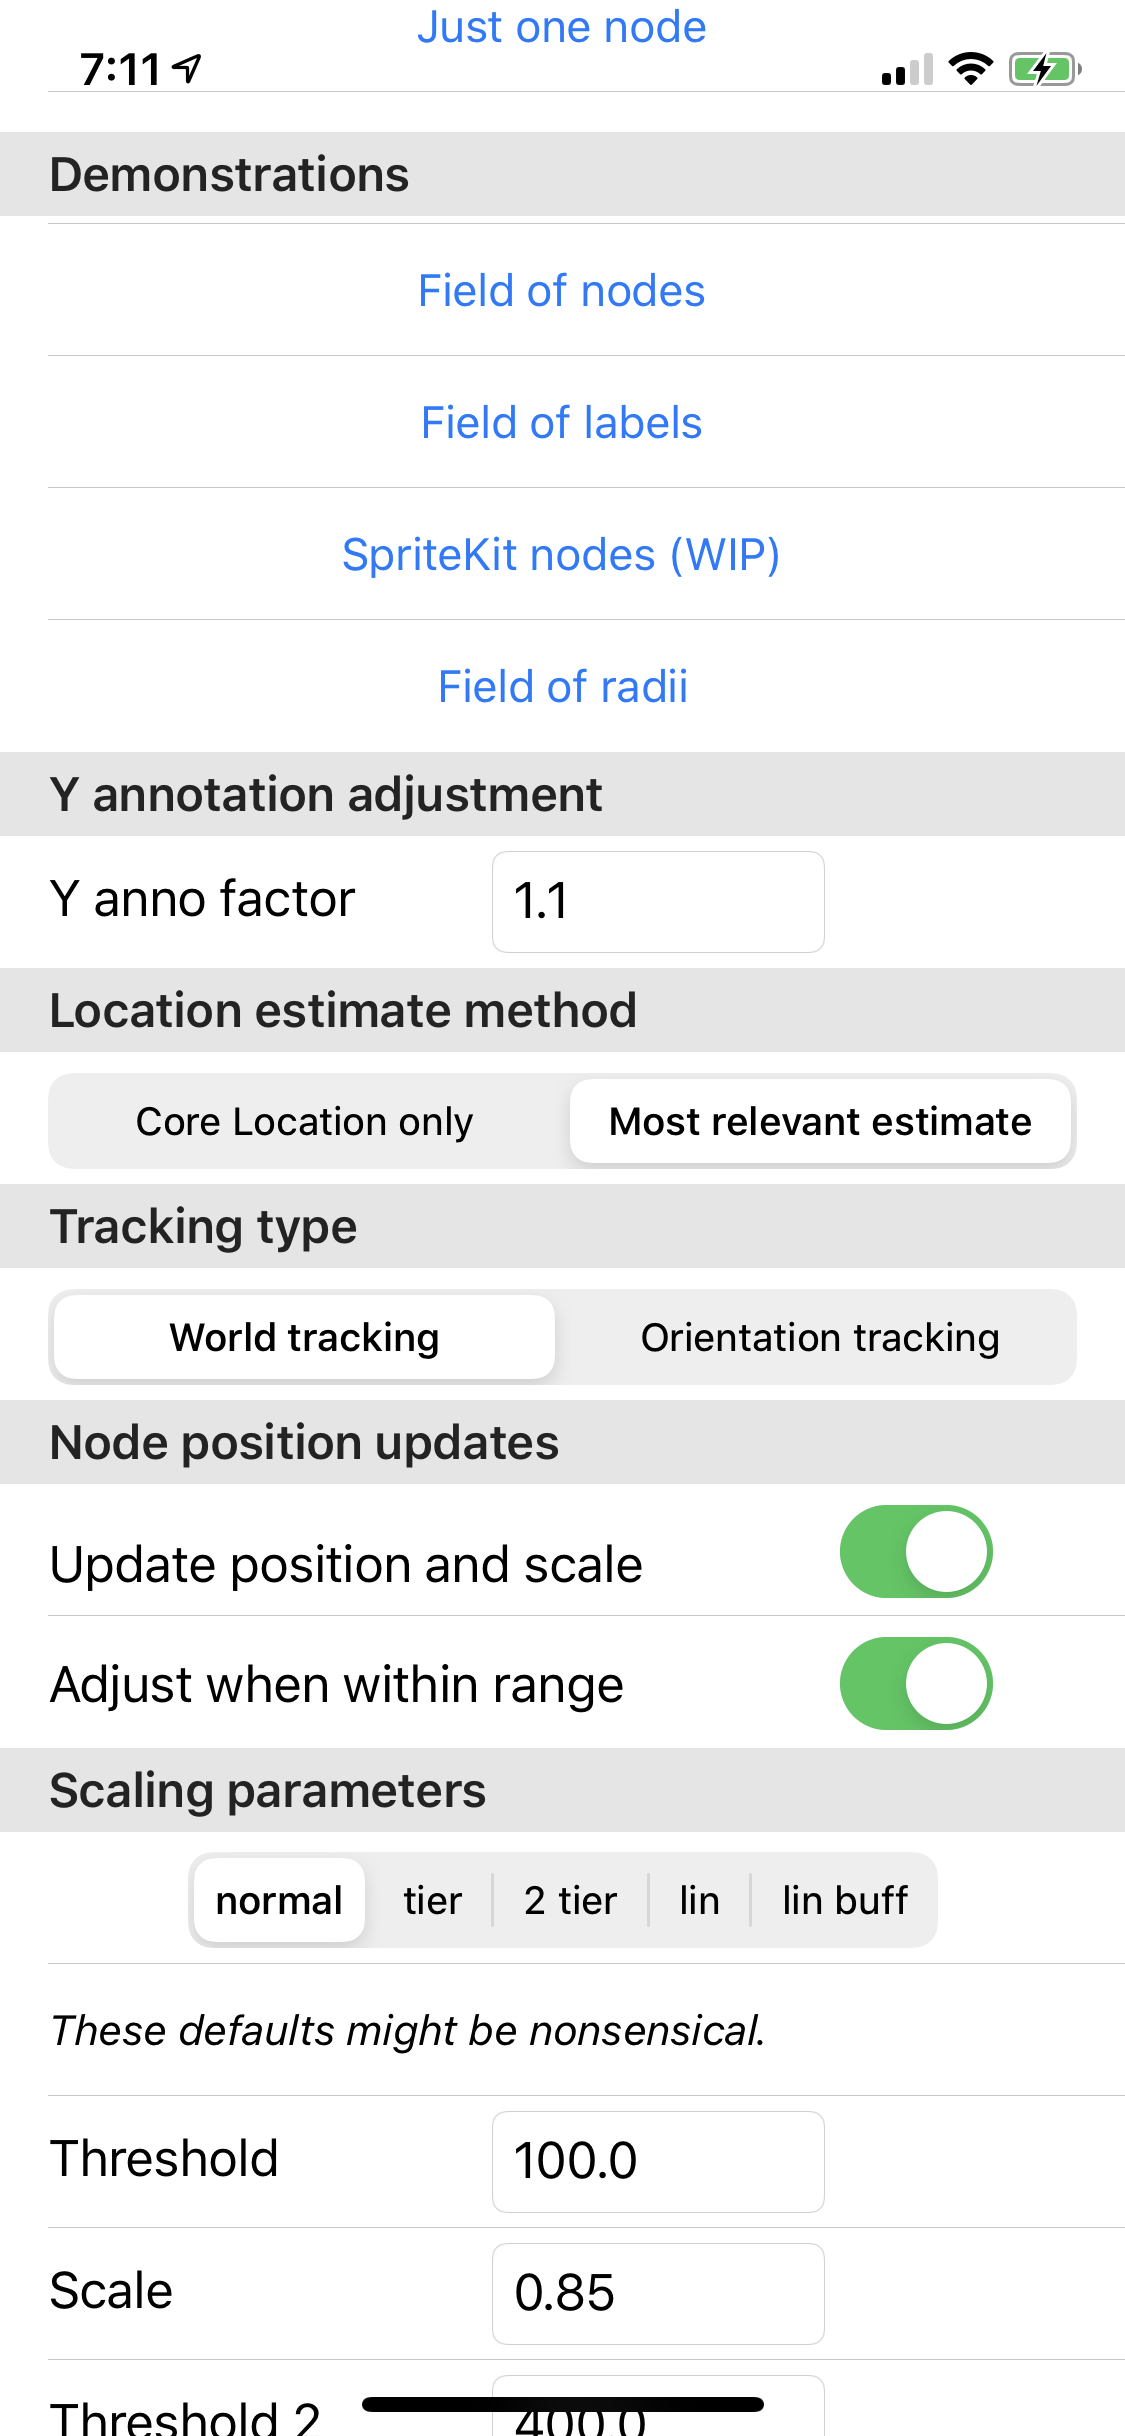 Just one node
7:11
Demonstrations
Field of nodes
Field of labels
SpriteKit nodes (WIP)
Field of radii
Y annotation adjustment
Y anno factor 1.1
Location estimate method
Core Location only Most relevant estimate
Tracking type
World tracking Orientation tracking
Node position updates
Update position and scale
Adjust when within range
Scaling parameters
normal tier 2 tier lin lin buff
These defaults might be nonsensical.
Threshold 100.0
Scale 0.85
Threshold 2 400.0